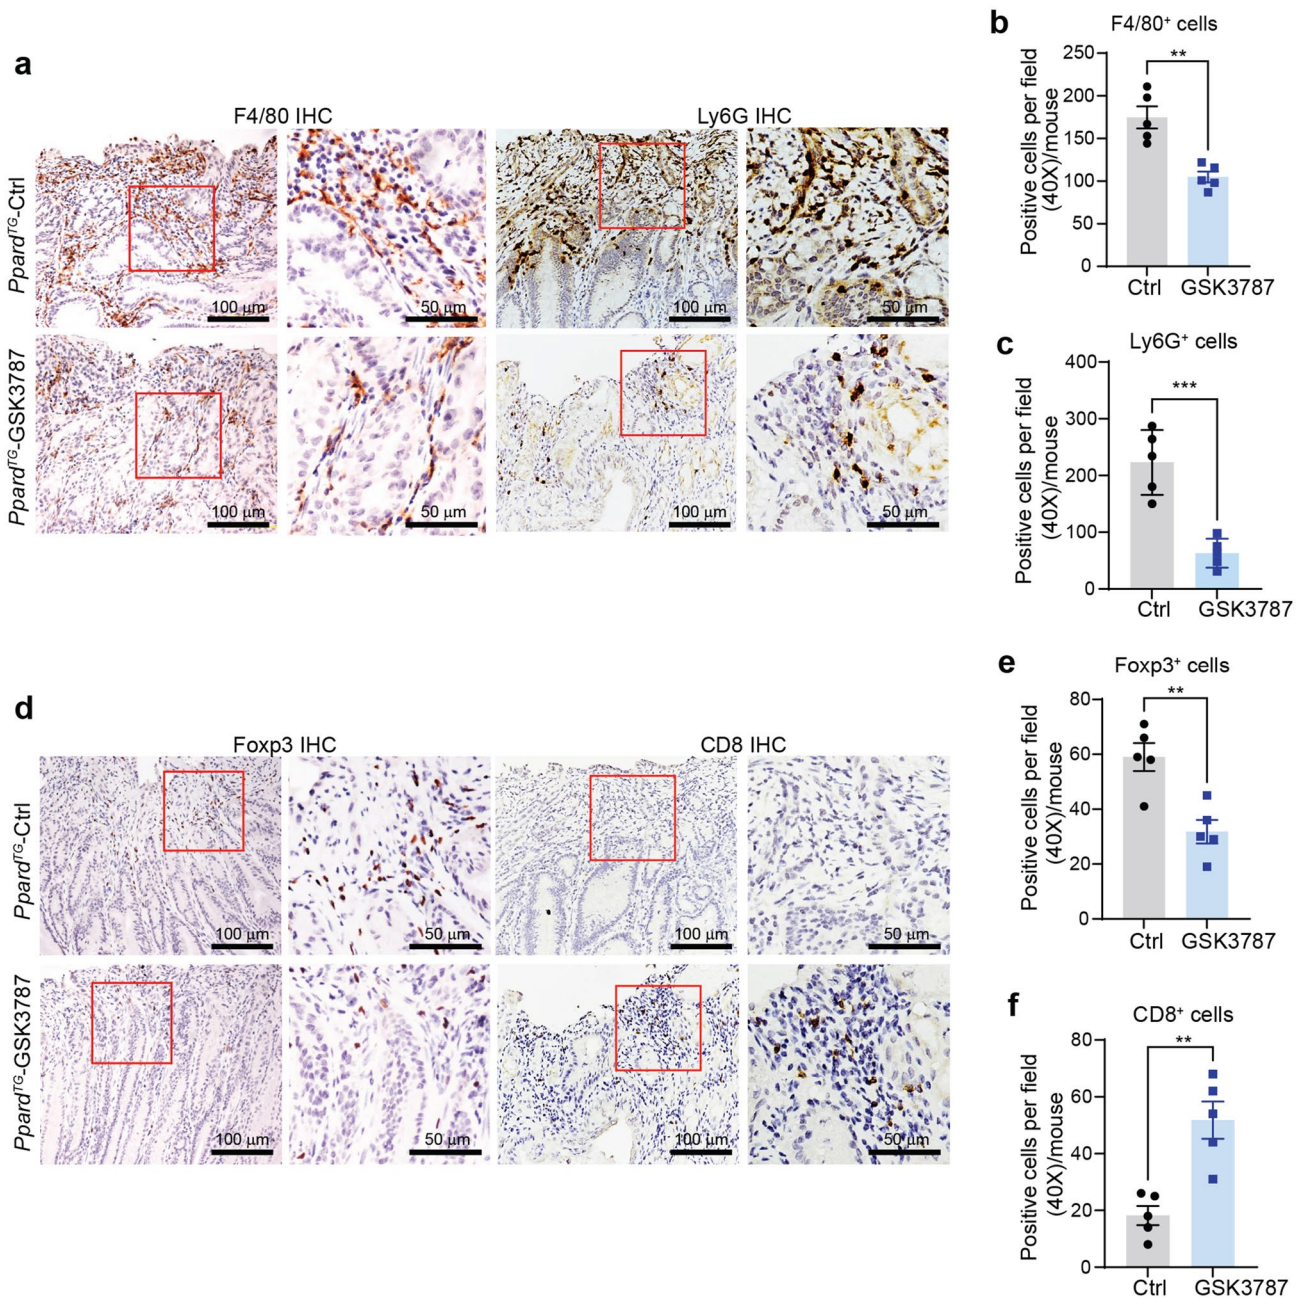 a
F4/80 IHC
Ly6G IHC
Ppard^TG-Ctrl
100 µm
50 µm
100 µm
50 µm
Ppard^TG-GSK3787
100 µm
50 µm
100 µm
50 µm
b
F4/80⁺ cells
Positive cells per field
(40X)/mouse
250
200
150
100
50
0
**
Ctrl
GSK3787
c
Ly6G⁺ cells
Positive cells per field
(40X)/mouse
400
300
200
100
0
***
Ctrl
GSK3787
d
Foxp3 IHC
CD8 IHC
Ppard^TG-Ctrl
100 µm
50 µm
100 µm
50 µm
Ppard^TG-GSK3787
100 µm
50 µm
100 µm
50 µm
e
Foxp3⁺ cells
Positive cells per field
(40X)/mouse
80
60
40
20
0
**
Ctrl
GSK3787
f
CD8⁺ cells
Positive cells per field
(40X)/mouse
80
60
40
20
0
**
Ctrl
GSK3787